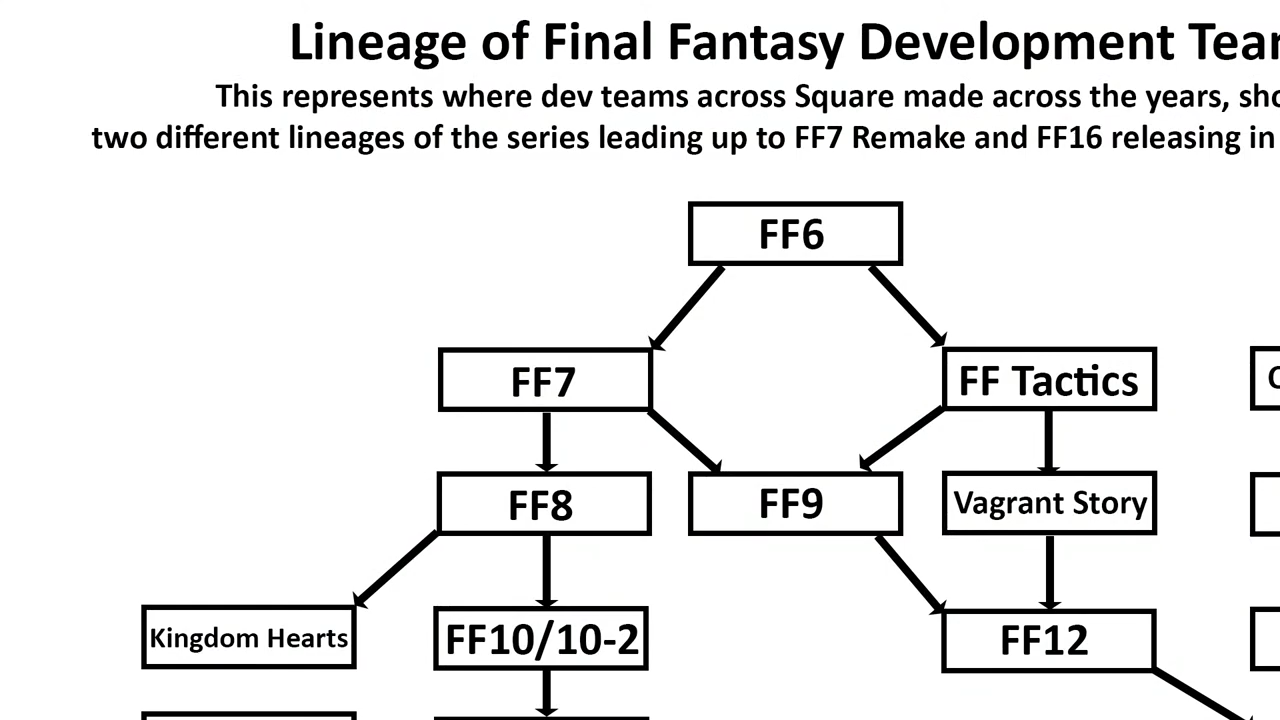 Lineage of Final Fantasy Development
This represents where dev teams across Square made across the years,
two different lineages of the series leading up to FF7 Remake and FF16 releasing in
FF6
FF7
FF Tactics
FF8
FF9
Vagrant Story
Kingdom Hearts
FF10/10-2
FF12